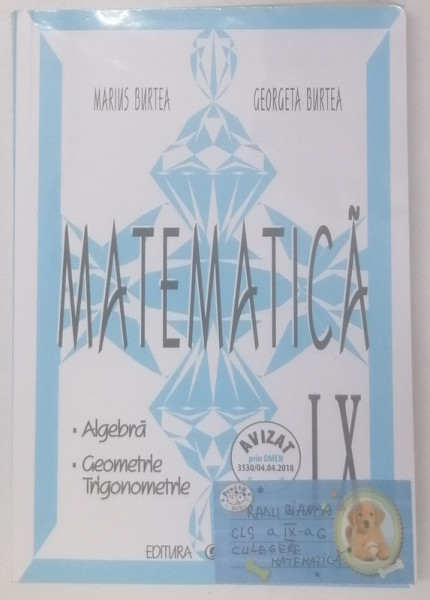 MARIUS BURTEA
GEORGETA BURTEA
MATEMATICĂ
IX
• Algebră
• Geometrie
Trigonometrie
AVIZAT
prin OMEN
3530/04.04.2018
EDITURA
RADU BIANCA
CLS a IX-a G
CULEGERE
MATEMATICĂ